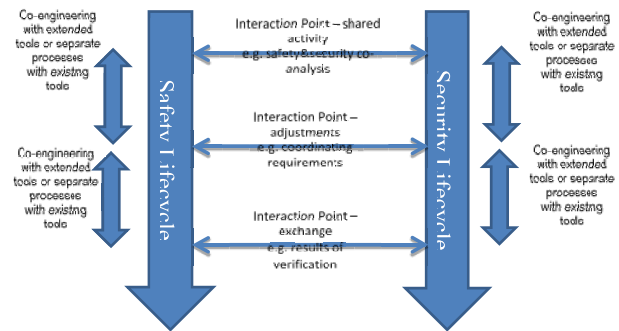 Co-engineering
with extended
tools or separate
processes
with existing
tools
Co-engineering
with extended
tools or separate
processes
with existing
tools
Safety Lifecycle
Interaction Point – shared
activity
e.g. safety&security co-
analysis
Interaction Point –
adjustments
e.g. coordinating
requirements
Interaction Point –
exchange
e.g. results of
verification
Security Lifecycle
Co-engineering
with extended
tools or separate
processes
with existing
tools
Co-engineering
with extended
tools or separate
processes
with existing
tools